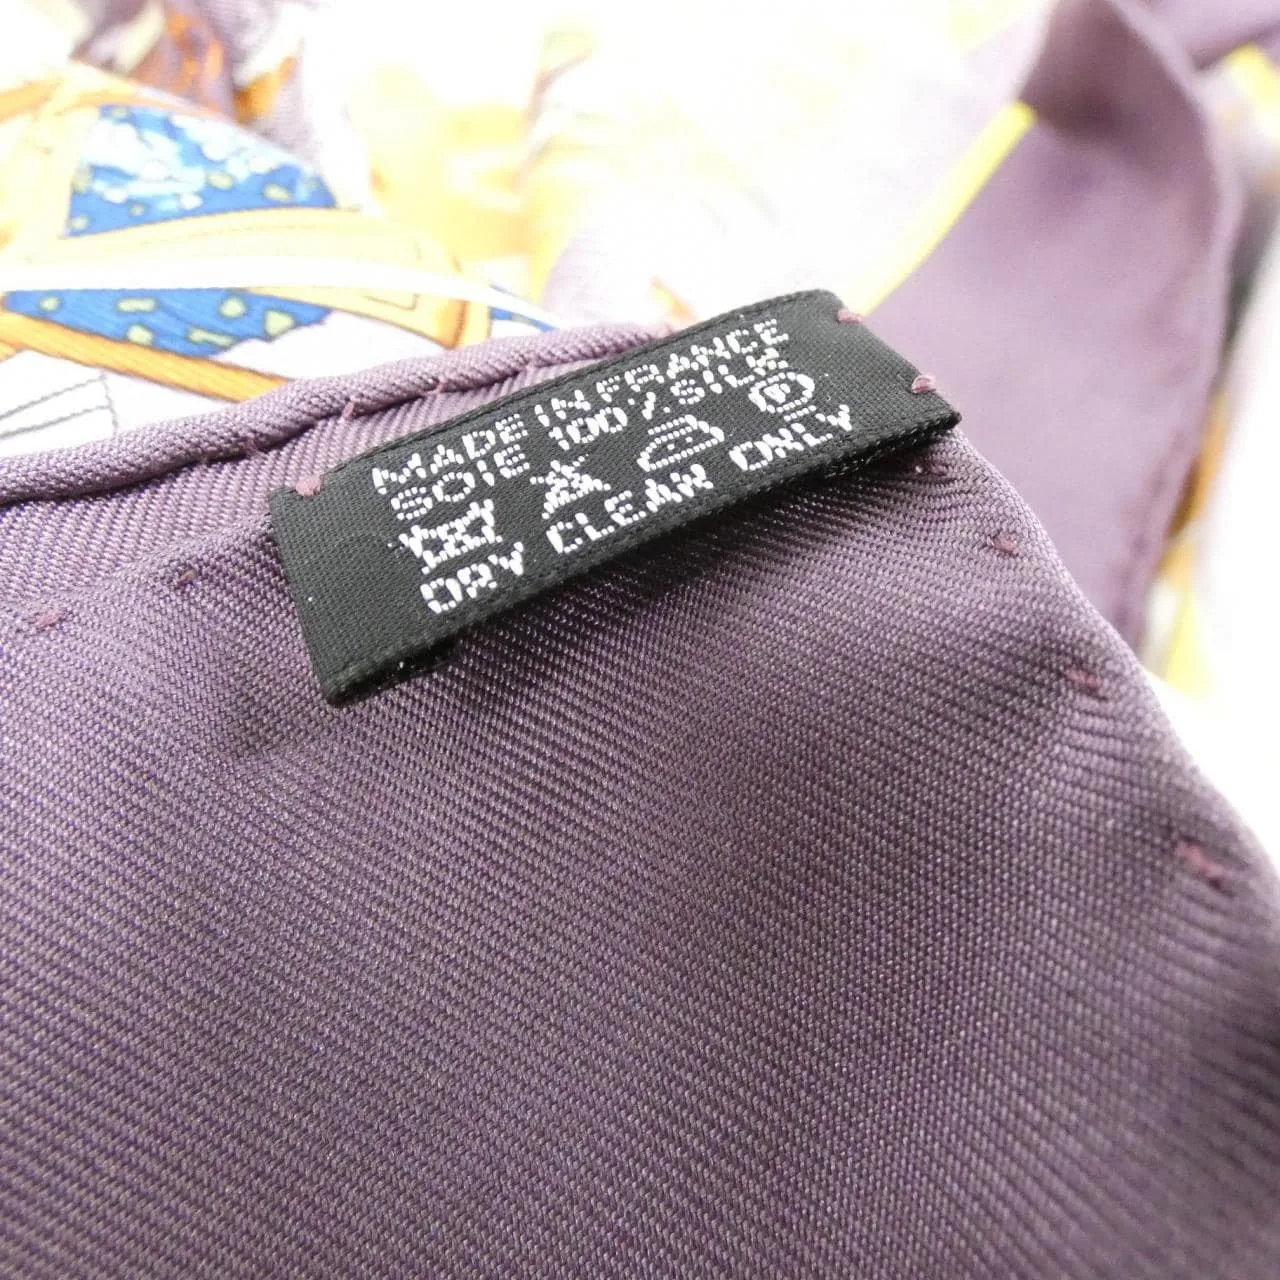 MADE IN FRANCE
SOIE 100% SILK
P
DRY CLEAN ONLY